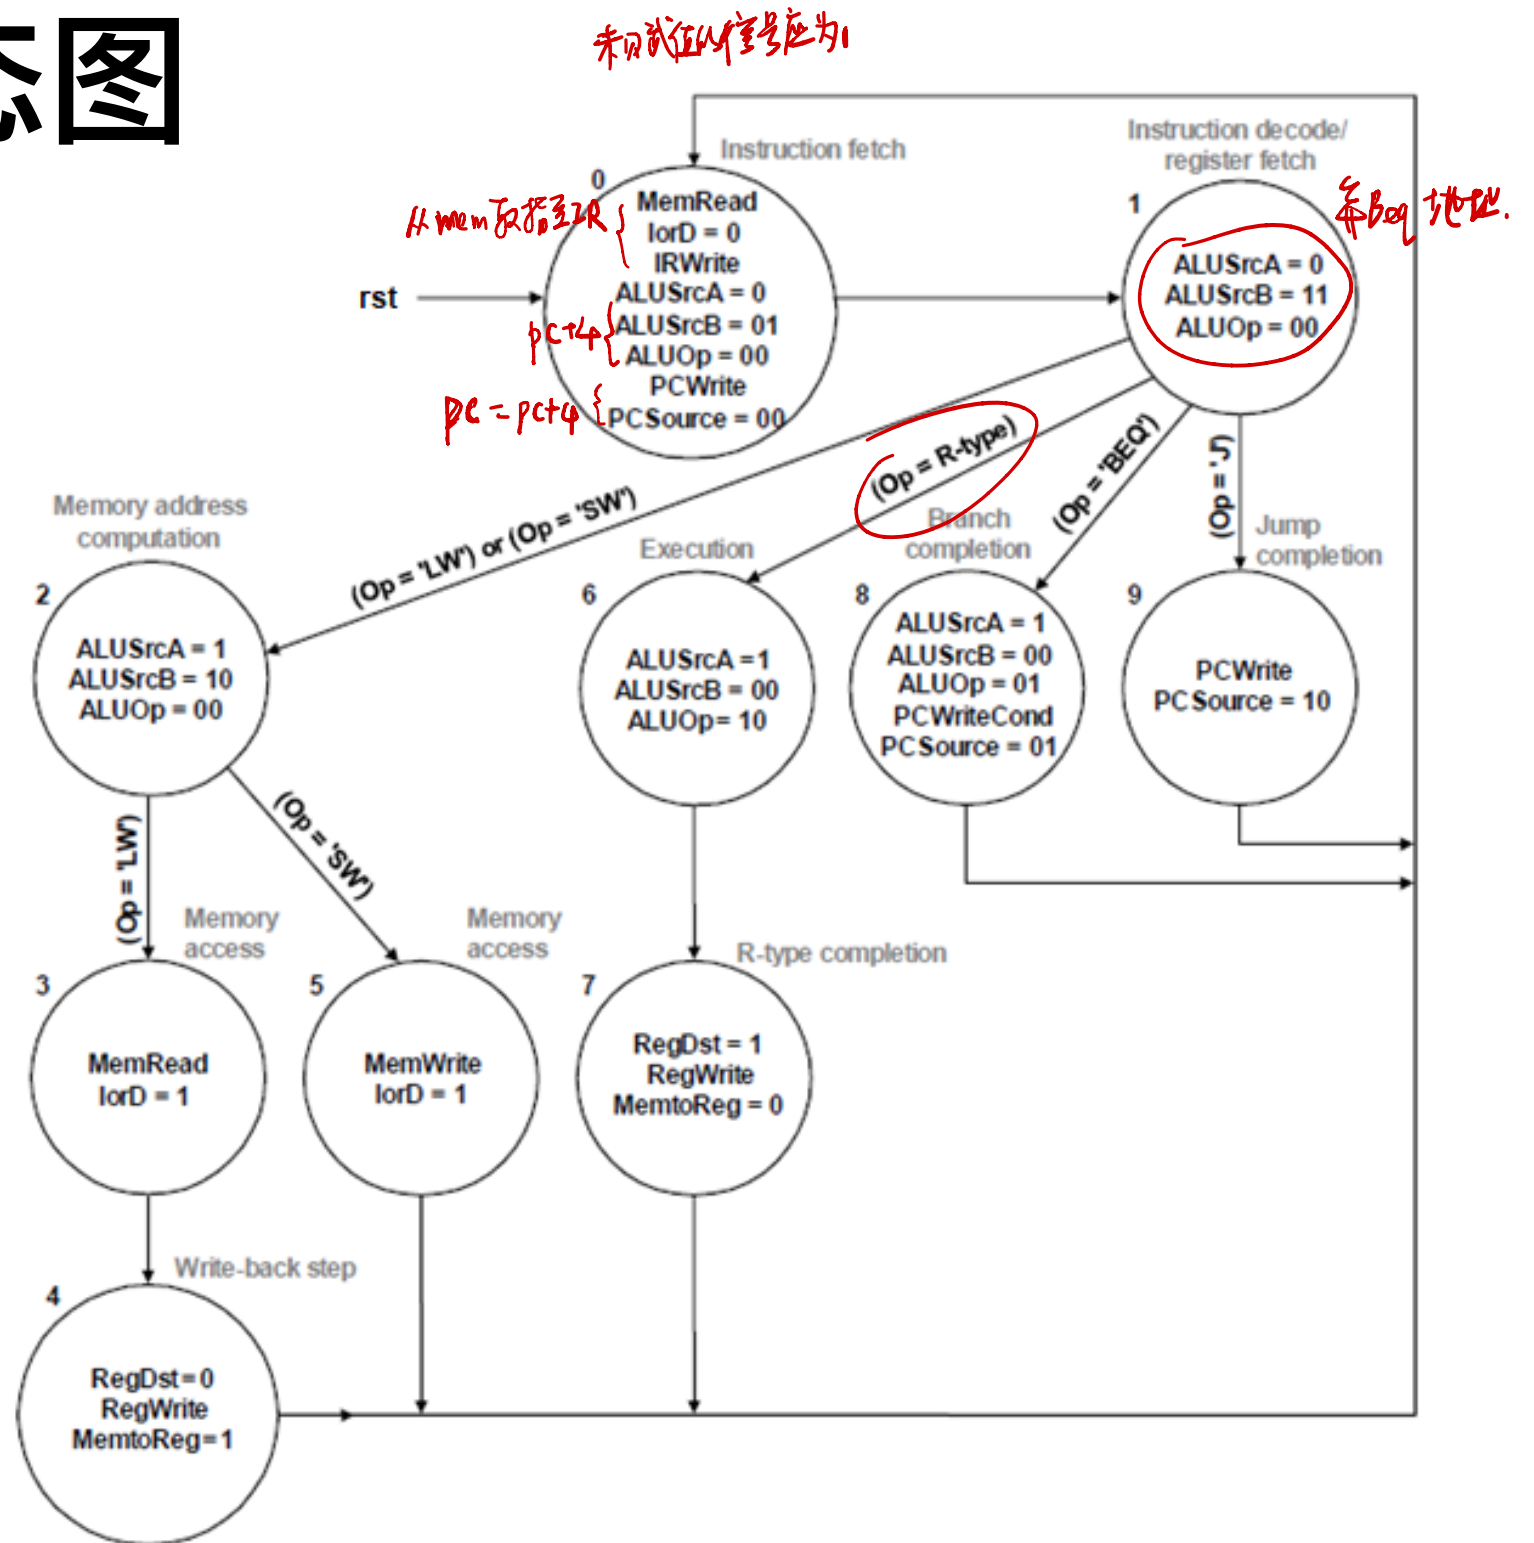 态图
未 赋值的信号应为
Instruction fetch
Instruction decode/
register fetch
0
MemRead
IorD = 0
IRWrite
ALUSrcA = 0
ALUSrcB = 01
ALUOp = 00
PCWrite
PCSource = 00
从mem取指至IR
pc+4
pc = pc+4
rst
1
ALUSrcA = 0
ALUSrcB = 11
ALUOp = 00
Beq 地址.
(Op = 'LW') or (Op = 'SW')
(Op = R-type)
(Op = 'BEQ')
(Op = 'J')
Memory address
computation
2
ALUSrcA = 1
ALUSrcB = 10
ALUOp = 00
Execution
6
ALUSrcA =1
ALUSrcB = 00
ALUOp= 10
Branch
completion
8
ALUSrcA = 1
ALUSrcB = 00
ALUOp = 01
PCWriteCond
PCSource = 01
Jump
completion
9
PCWrite
PCSource = 10
(Op = 'LW')
(Op = 'SW')
Memory
access
3
MemRead
IorD = 1
Memory
access
5
MemWrite
IorD = 1
R-type completion
7
RegDst = 1
RegWrite
MemtoReg = 0
Write-back step
4
RegDst=0
RegWrite
MemtoReg=1